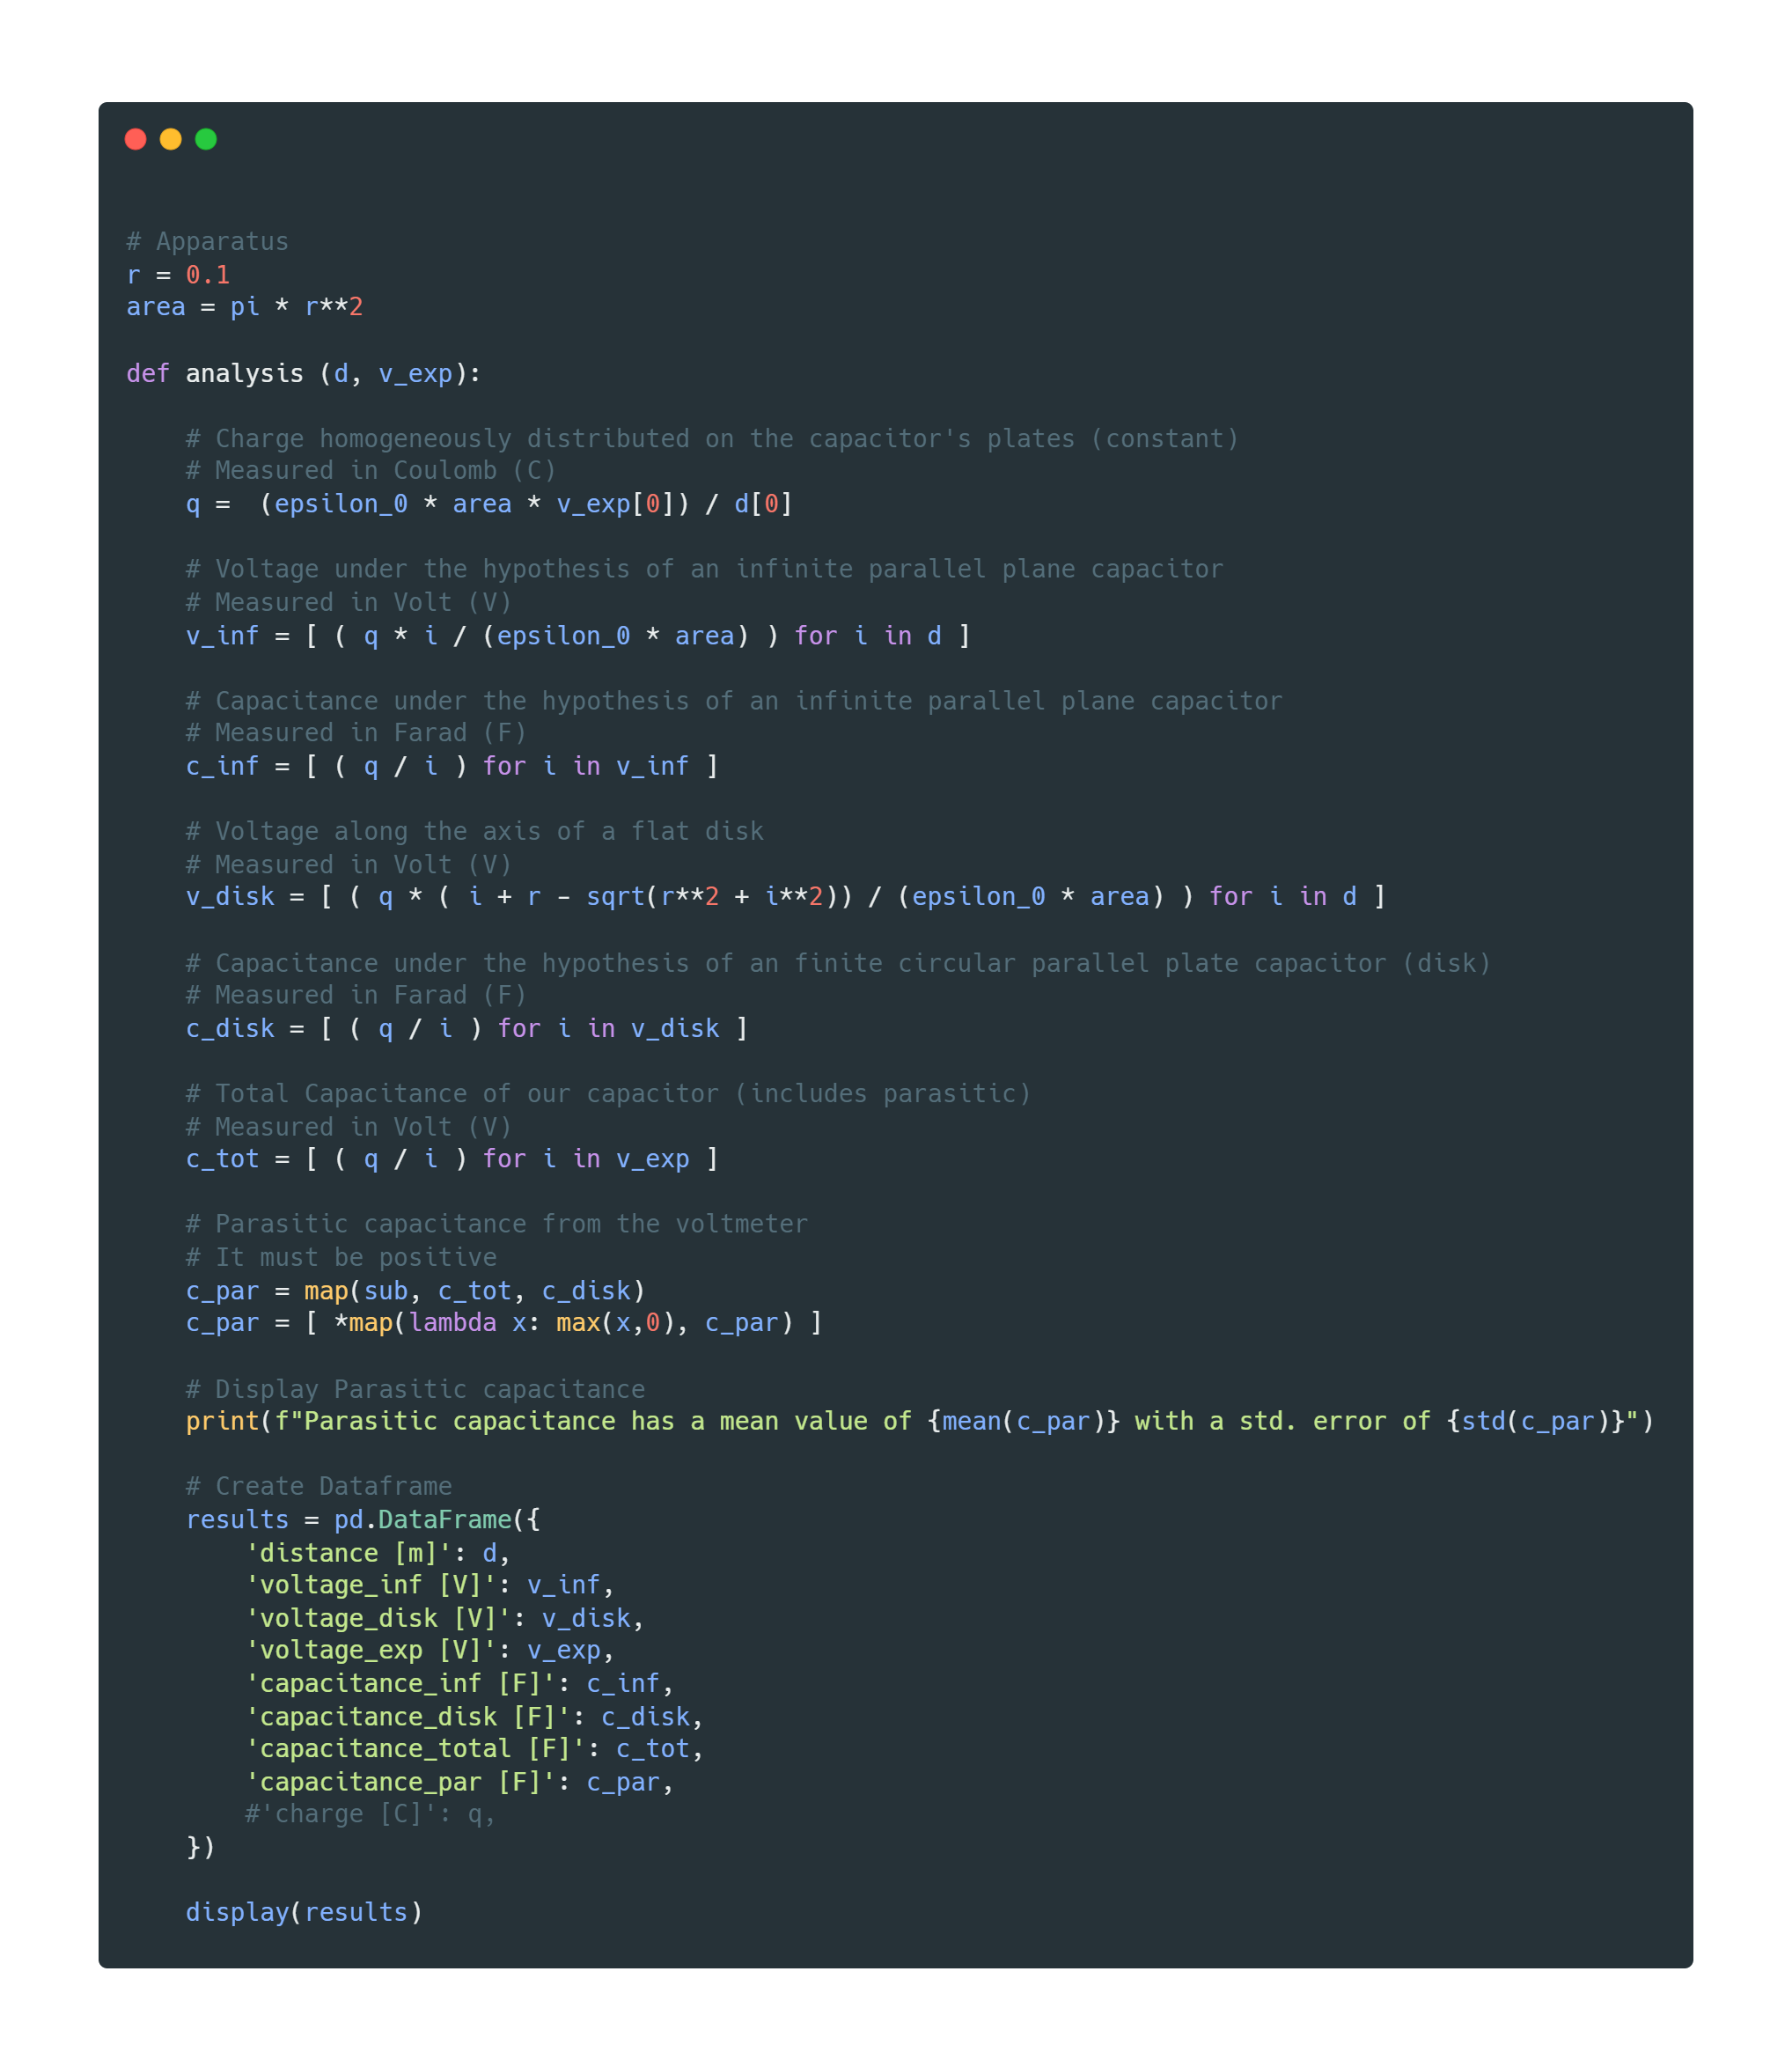 # Apparatus
r = 0.1
area = pi * r**2
def analysis (d, v_exp):
# Charge homogeneously distributed on the capacitor's plates (constant)
# Measured in Coulomb (C)
q =  (epsilon_0 * area * v_exp[0]) / d[0]
# Voltage under the hypothesis of an infinite parallel plane capacitor
# Measured in Volt (V)
v_inf = [ ( q * i / (epsilon_0 * area) ) for i in d ]
# Capacitance under the hypothesis of an infinite parallel plane capacitor
# Measured in Farad (F)
c_inf = [ ( q / i ) for i in v_inf ]
# Voltage along the axis of a flat disk
# Measured in Volt (V)
v_disk = [ ( q * ( i + r - sqrt(r**2 + i**2)) / (epsilon_0 * area) ) for i in d ]
# Capacitance under the hypothesis of an finite circular parallel plate capacitor (disk)
# Measured in Farad (F)
c_disk = [ ( q / i ) for i in v_disk ]
# Total Capacitance of our capacitor (includes parasitic)
# Measured in Volt (V)
c_tot = [ ( q / i ) for i in v_exp ]
# Parasitic capacitance from the voltmeter
# It must be positive
c_par = map(sub, c_tot, c_disk)
c_par = [ *map(lambda x: max(x,0), c_par) ]
# Display Parasitic capacitance
print(f"Parasitic capacitance has a mean value of {mean(c_par)} with a std. error of {std(c_par)}")
# Create Dataframe
results = pd.DataFrame({
'distance [m]': d,
'voltage_inf [V]': v_inf,
'voltage_disk [V]': v_disk,
'voltage_exp [V]': v_exp,
'capacitance_inf [F]': c_inf,
'capacitance_disk [F]': c_disk,
'capacitance_total [F]': c_tot,
'capacitance_par [F]': c_par,
#'charge [C]': q,
})
display(results)